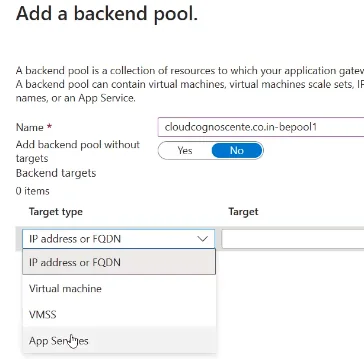 Add a backend pool.
A backend pool is a collection of resources to which your application gatew
A backend pool can contain virtual machines, virtual machines scale sets, IP
names, or an App Service.
Name *
cloudcognoscente.co.in-bepool1
Add backend pool without
targets
Yes
No
Backend targets
0 items
Target type
Target
IP address or FQDN
IP address or FQDN
Virtual machine
VMSS
App Services